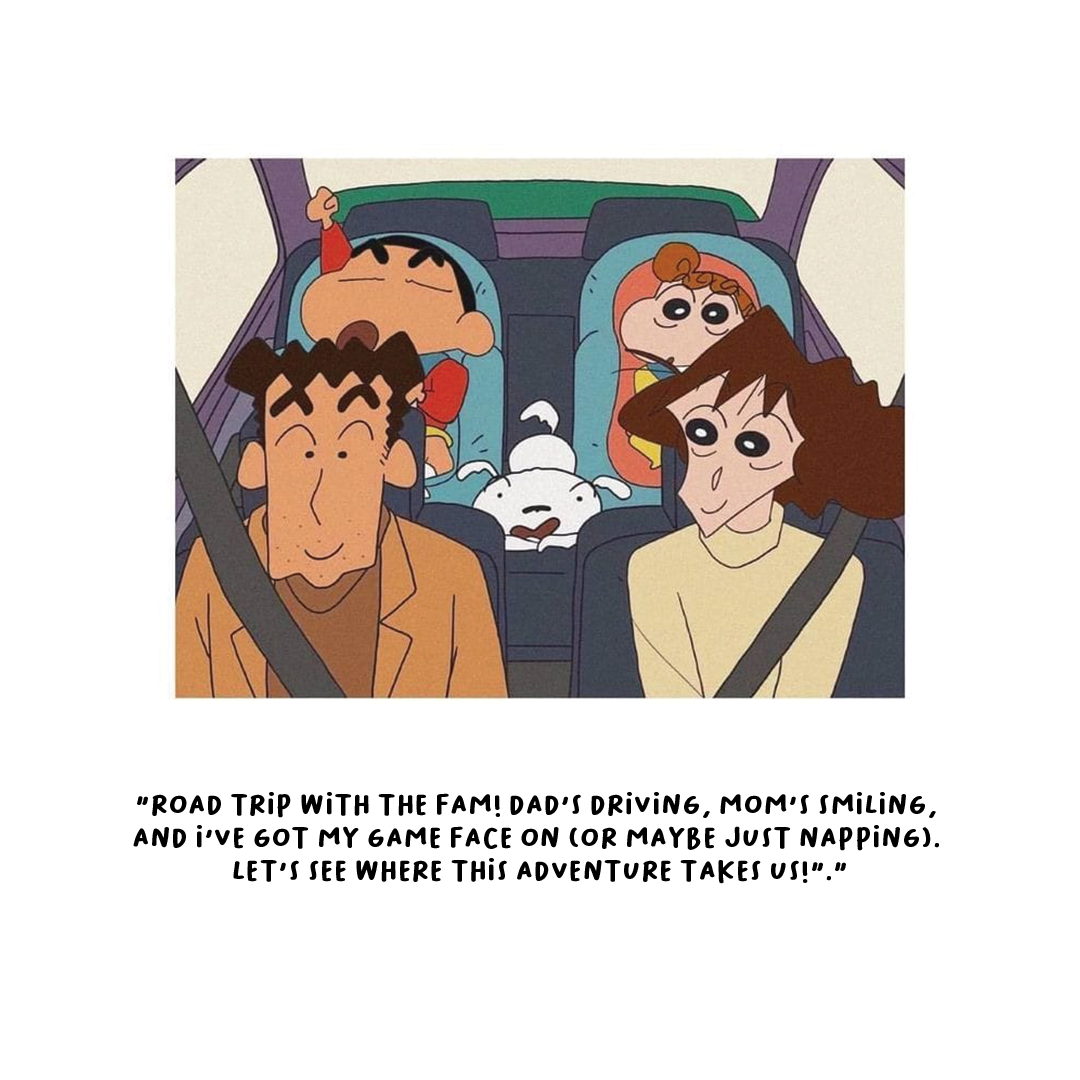 "ROAD TRiP WiTH THE FAM! DAD'S DRiViNG, MOM'S SMiLiNG,
AND i'VE GOT MY GAME FACE ON (OR MAYBE JUST NAPPiNG).
LET'S SEE WHERE THiS ADVENTURE TAKES US!"."